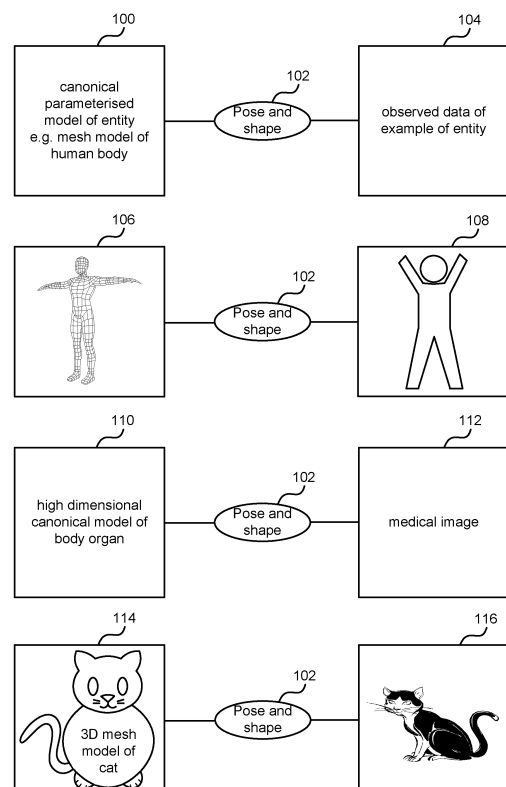 100
102
104
canonical
parameterised
model of entity
e.g. mesh model of
human body
Pose and
shape
observed data of
example of entity
106
102
108
Pose and
shape
110
102
112
high dimensional
canonical model of
body organ
Pose and
shape
medical image
114
102
116
3D mesh
model of
cat
Pose and
shape